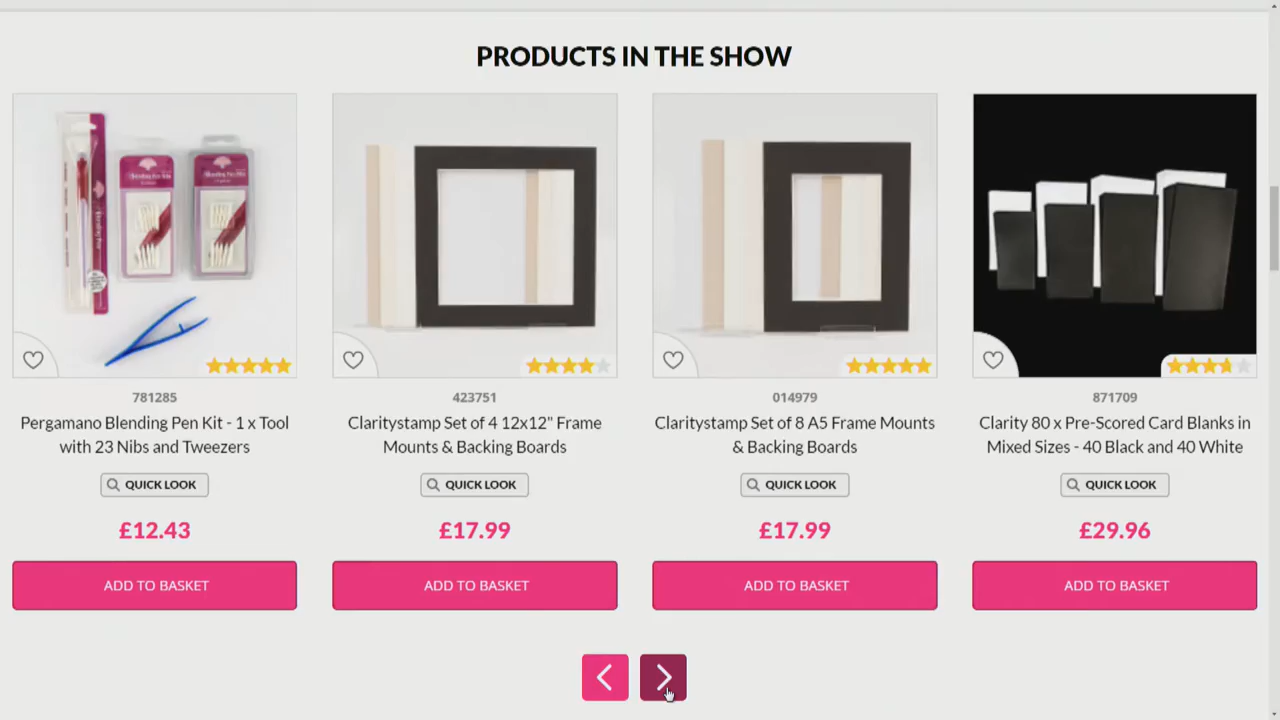 PRODUCTS IN THE SHOW
781285
Pergamano Blending Pen Kit - 1 x Tool
with 23 Nibs and Tweezers
QUICK LOOK
£12.43
ADD TO BASKET
423751
Claritystamp Set of 4 12x12" Frame
Mounts & Backing Boards
QUICK LOOK
£17.99
ADD TO BASKET
014979
Claritystamp Set of 8 A5 Frame Mounts
& Backing Boards
QUICK LOOK
£17.99
ADD TO BASKET
871709
Clarity 80 x Pre-Scored Card Blanks in
Mixed Sizes - 40 Black and 40 White
QUICK LOOK
£29.96
ADD TO BASKET